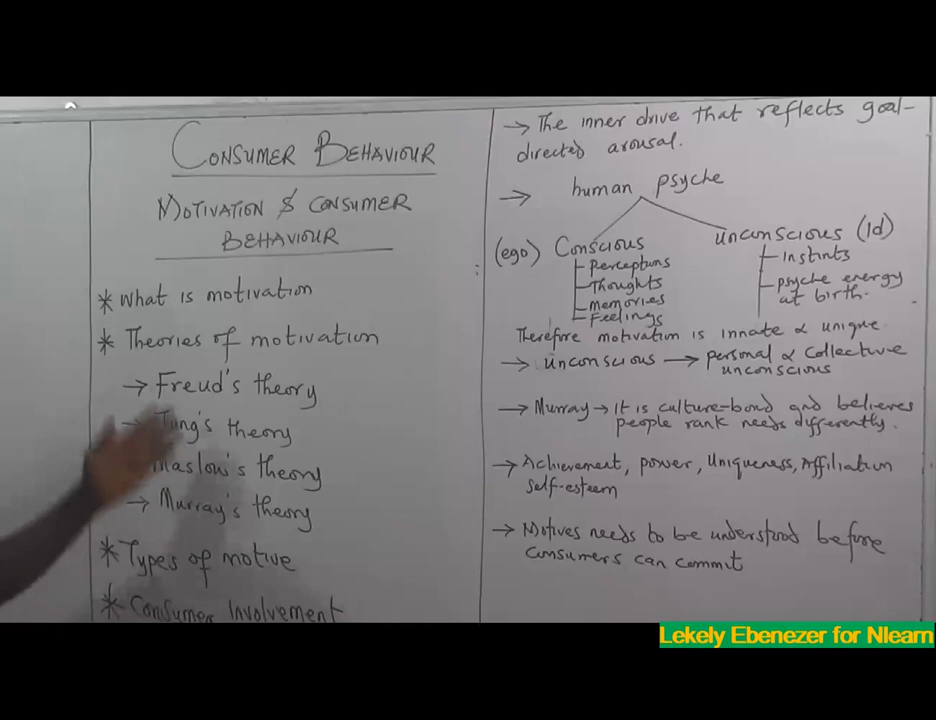 CONSUMER BEHAVIOUR
MOTIVATION & CONSUMER
BEHAVIOUR
* What is motivation
* Theories of motivation
→ Freud's theory
→ Jung's theory
Maslow's theory
→ Murray's theory
* Types of motive
* Consumer Involvement
→ The inner drive that reflects goal-
directed arousal.
→ human psyche
(ego) Conscious
Perceptions
Thoughts
memories
Feelings
unconscious (Id)
instints
psyche energy
at birth.
Therefore motivation is innate & unique
→ unconscious → personal & Collective
unconscious
→ Murray → It is culture-bond and believes
people rank needs differently.
→ Achievement, power, Uniqueness, Affiliation
self-esteem
→ Motives needs to be understood before
consumers can commit
Lekely Ebenezer for Nlearn